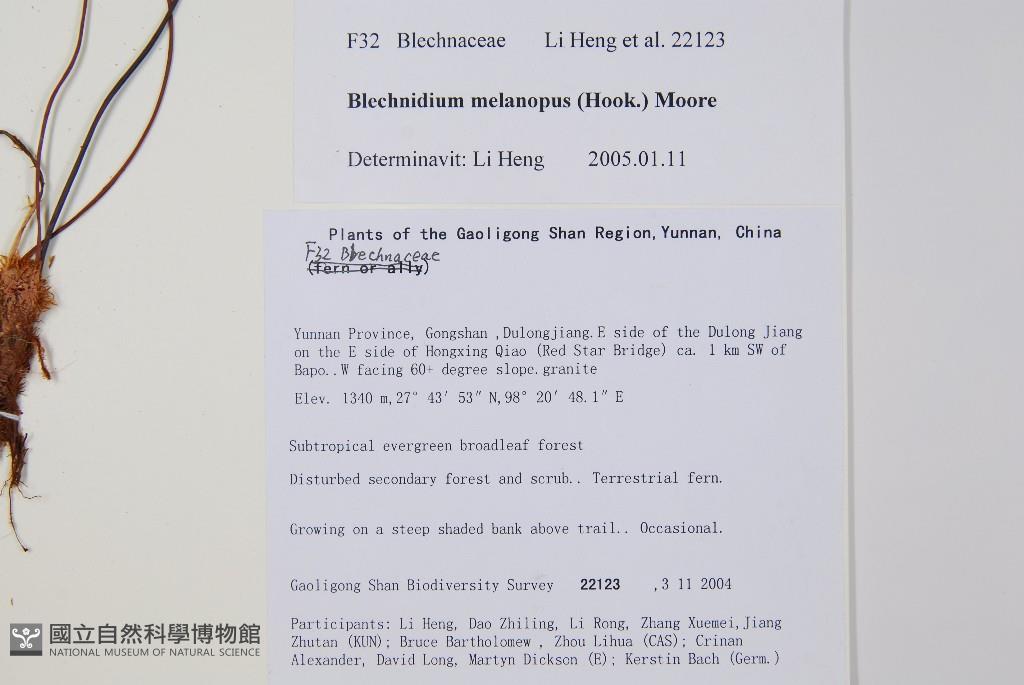 F32 Blechnaceae Li Heng et al. 22123
Blechnidium melanopus (Hook.) Moore
Determinavit: Li Heng 2005.01.11
Plants of the Gaoligong Shan Region, Yunnan, China
F32 Blechnaceae
(fern or ally)
Yunnan Province, Gongshan ,Dulongjiang.E side of the Dulong Jiang
on the E side of Hongxing Qiao (Red Star Bridge) ca. 1 km SW of
Bapo..W facing 60+ degree slope.granite
Elev. 1340 m,27° 43′ 53″ N,98° 20′ 48.1″ E
Subtropical evergreen broadleaf forest
Disturbed secondary forest and scrub.. Terrestrial fern.
Growing on a steep shaded bank above trail.. Occasional.
Gaoligong Shan Biodiversity Survey 22123 ,3 11 2004
Participants: Li Heng, Dao Zhiling, Li Rong, Zhang Xuemei,Jiang
Zhutan (KUN); Bruce Bartholomew , Zhou Lihua (CAS); Crinan
Alexander, David Long, Martyn Dickson (E); Kerstin Bach (Germ.)
國立自然科學博物館
NATIONAL MUSEUM OF NATURAL SCIENCE